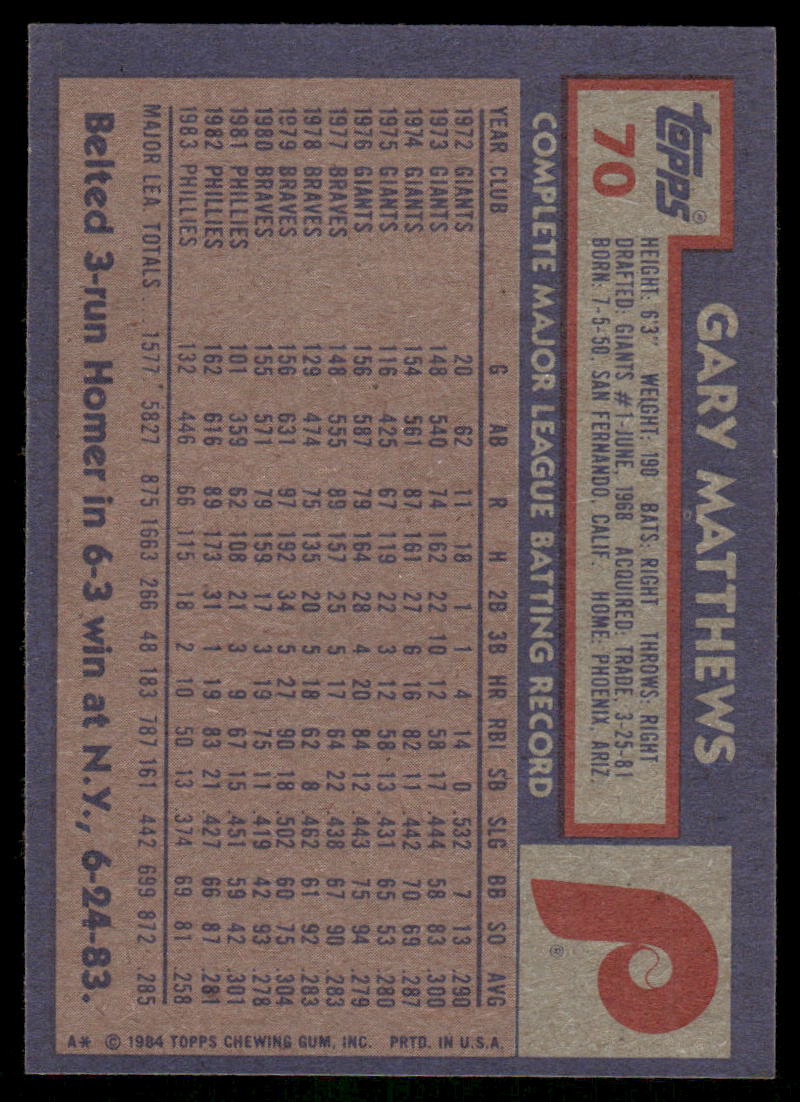 topps®
70
GARY MATTHEWS
©
HEIGHT: 6'3" WEIGHT: 190 BATS: RIGHT THROWS: RIGHT
DRAFTED: GIANTS #1-JUNE, 1968 ACQUIRED: TRADE, 3-25-81
BORN: 7-5-50, SAN FERNANDO, CALIF. HOME: PHOENIX, ARIZ.
P
®
COMPLETE MAJOR LEAGUE BATTING RECORD
YEAR CLUB G AB R H 2B 3B HR RBI SB SLG BB SO AVG
1972 GIANTS 20 62 11 18 1 1 4 14 0 .532 7 13 .290
1973 GIANTS 148 540 74 162 22 10 12 58 17 .444 58 83 .300
1974 GIANTS 154 561 87 161 27 6 16 82 11 .442 70 69 .287
1975 GIANTS 116 425 67 119 22 3 12 58 13 .431 65 53 .280
1976 GIANTS 156 587 79 164 28 4 20 84 12 .443 75 94 .279
1977 BRAVES 148 555 89 157 25 5 17 64 22 .438 67 90 .283
1978 BRAVES 129 474 75 135 20 5 18 62 8 .462 61 92 .283
1979 BRAVES 156 631 97 192 34 5 27 90 18 .502 60 75 .304
1980 BRAVES 155 571 79 159 17 3 19 75 11 .419 42 93 .278
1981 PHILLIES 101 359 62 108 21 3 9 67 15 .451 59 42 .301
1982 PHILLIES 162 616 89 173 31 1 19 83 21 .427 66 87 .281
1983 PHILLIES 132 446 66 115 18 2 10 50 13 .374 69 81 .258
MAJOR LEA. TOTALS... 1577 5827 875 1663 266 48 183 787 161 .442 699 872 .285
Belted 3-run Homer in 6-3 win at N.Y., 6-24-83.
A* © 1984 TOPPS CHEWING GUM, INC. PRTD. IN U.S.A.